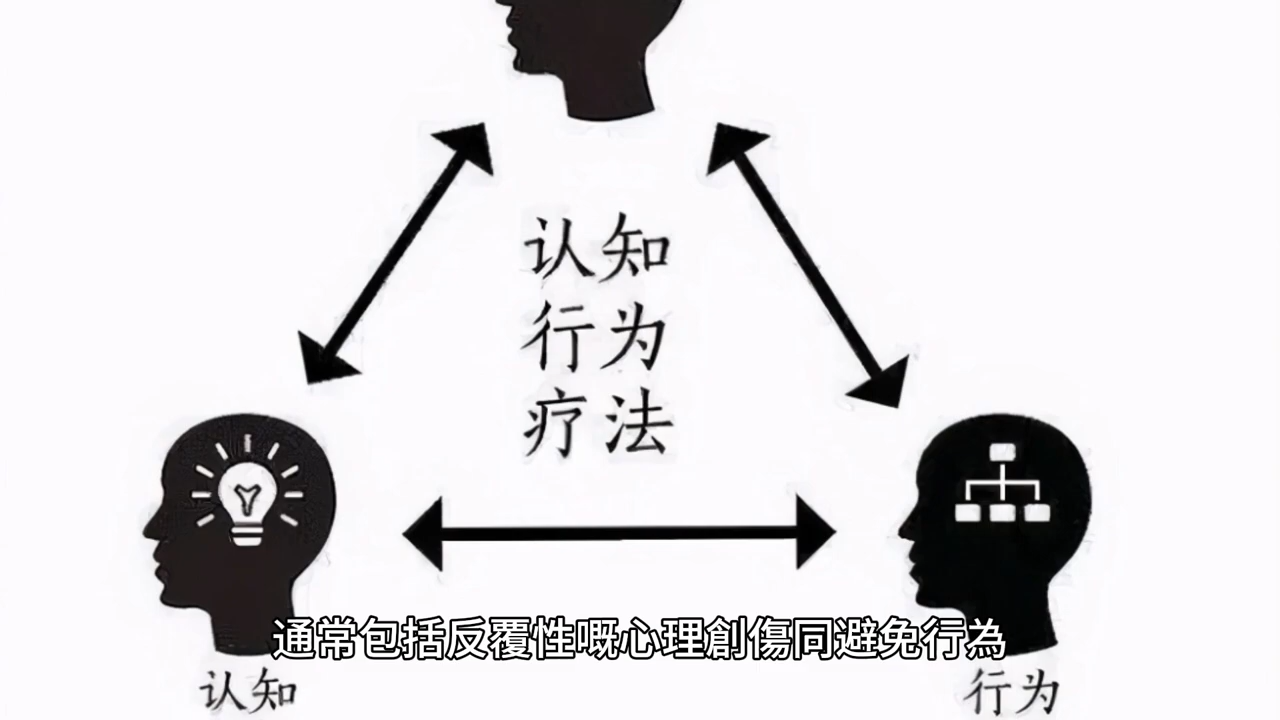 认知
行为
疗法
通常包括反覆性嘅心理創傷同避免行為
认知
行为